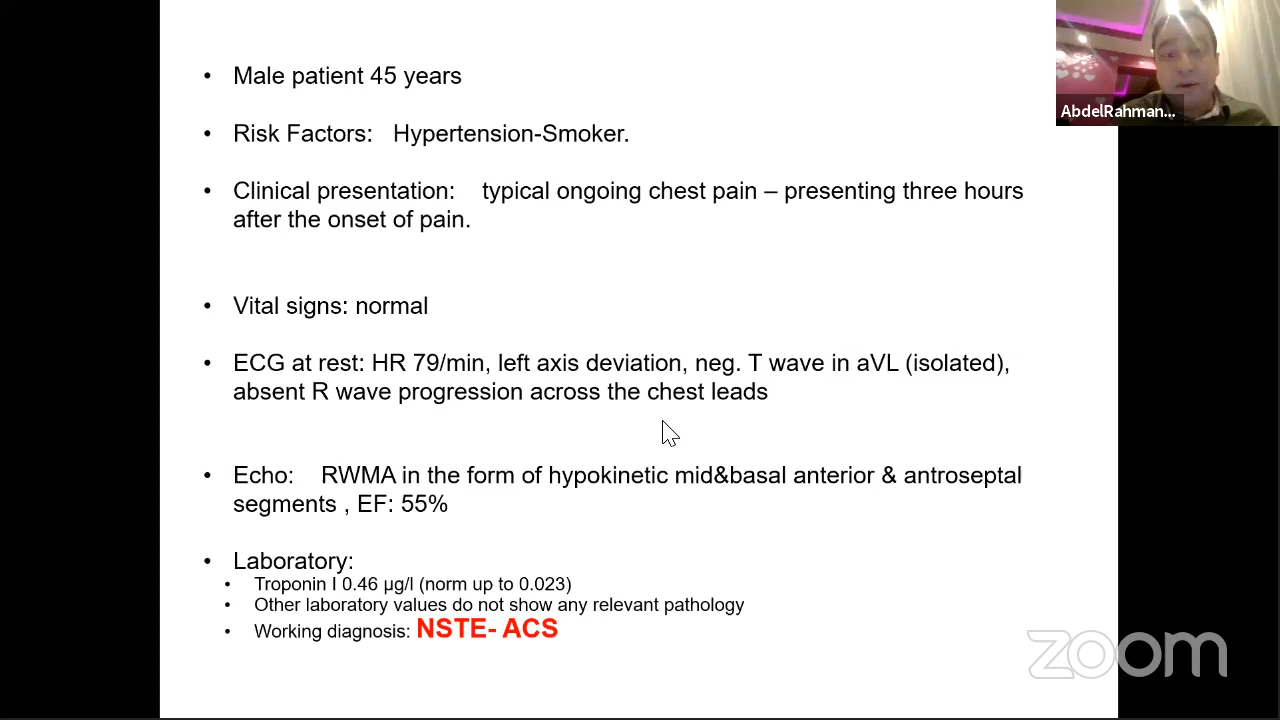 • Male patient 45 years
• Risk Factors: Hypertension-Smoker.
• Clinical presentation: typical ongoing chest pain – presenting three hours
after the onset of pain.
• Vital signs: normal
• ECG at rest: HR 79/min, left axis deviation, neg. T wave in aVL (isolated),
absent R wave progression across the chest leads
• Echo: RWMA in the form of hypokinetic mid&basal anterior & antroseptal
segments , EF: 55%
• Laboratory:
• Troponin I 0.46 µg/l (norm up to 0.023)
• Other laboratory values do not show any relevant pathology
• Working diagnosis: NSTE- ACS
AbdelRahman...
zoom